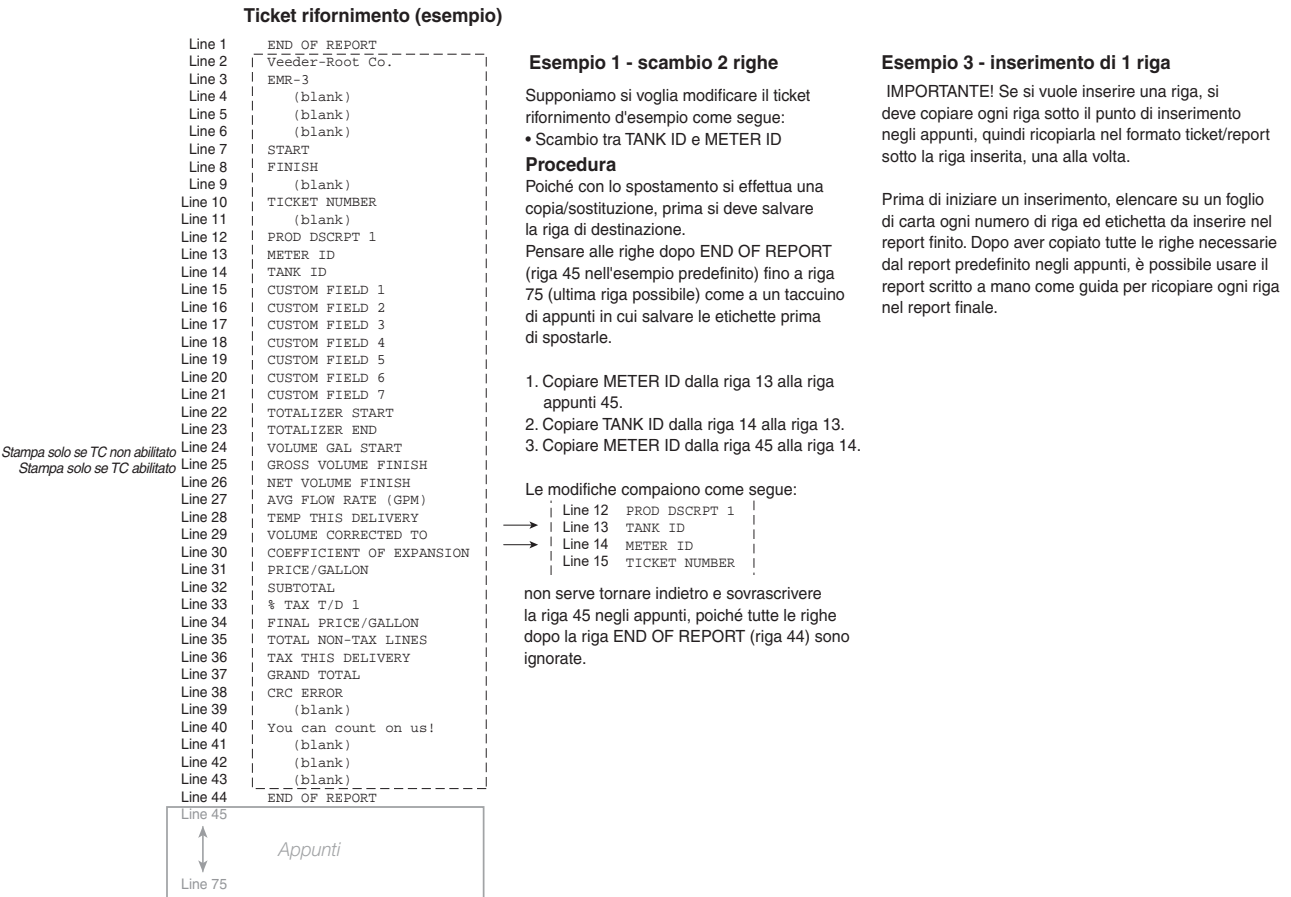 Ticket rifornimento (esempio)
Line 1 END OF REPORT
Line 2 Veeder-Root Co.
Line 3 EMR-3
Line 4 (blank)
Line 5 (blank)
Line 6 (blank)
Line 7 START
Line 8 FINISH
Line 9 (blank)
Line 10 TICKET NUMBER
Line 11 (blank)
Line 12 PROD DSCRPT 1
Line 13 METER ID
Line 14 TANK ID
Line 15 CUSTOM FIELD 1
Line 16 CUSTOM FIELD 2
Line 17 CUSTOM FIELD 3
Line 18 CUSTOM FIELD 4
Line 19 CUSTOM FIELD 5
Line 20 CUSTOM FIELD 6
Line 21 CUSTOM FIELD 7
Line 22 TOTALIZER START
Line 23 TOTALIZER END
Stampa solo se TC non abilitato Line 24 VOLUME GAL START
Stampa solo se TC abilitato Line 25 GROSS VOLUME FINISH
Line 26 NET VOLUME FINISH
Line 27 AVG FLOW RATE (GPM)
Line 28 TEMP THIS DELIVERY
Line 29 VOLUME CORRECTED TO
Line 30 COEFFICIENT OF EXPANSION
Line 31 PRICE/GALLON
Line 32 SUBTOTAL
Line 33 % TAX T/D 1
Line 34 FINAL PRICE/GALLON
Line 35 TOTAL NON-TAX LINES
Line 36 TAX THIS DELIVERY
Line 37 GRAND TOTAL
Line 38 CRC ERROR
Line 39 (blank)
Line 40 You can count on us!
Line 41 (blank)
Line 42 (blank)
Line 43 (blank)
Line 44 END OF REPORT
Line 45
Appunti
Line 75
Esempio 1 - scambio 2 righe
Supponiamo si voglia modificare il ticket
rifornimento d'esempio come segue:
• Scambio tra TANK ID e METER ID
Procedura
Poiché con lo spostamento si effettua una
copia/sostituzione, prima si deve salvare
la riga di destinazione.
Pensare alle righe dopo END OF REPORT
(riga 45 nell'esempio predefinito) fino a riga
75 (ultima riga possibile) come a un taccuino
di appunti in cui salvare le etichette prima
di spostarle.
1. Copiare METER ID dalla riga 13 alla riga
appunti 45.
2. Copiare TANK ID dalla riga 14 alla riga 13.
3. Copiare METER ID dalla riga 45 alla riga 14.
Le modifiche compaiono come segue:
Line 12 PROD DSCRPT 1
Line 13 TANK ID
Line 14 METER ID
Line 15 TICKET NUMBER
non serve tornare indietro e sovrascrivere
la riga 45 negli appunti, poiché tutte le righe
dopo la riga END OF REPORT (riga 44) sono
ignorate.
Esempio 3 - inserimento di 1 riga
IMPORTANTE! Se si vuole inserire una riga, si
deve copiare ogni riga sotto il punto di inserimento
negli appunti, quindi ricopiarla nel formato ticket/report
sotto la riga inserita, una alla volta.
Prima di iniziare un inserimento, elencare su un foglio
di carta ogni numero di riga ed etichetta da inserire nel
report finito. Dopo aver copiato tutte le righe necessarie
dal report predefinito negli appunti, è possibile usare il
report scritto a mano come guida per ricopiare ogni riga
nel report finale.